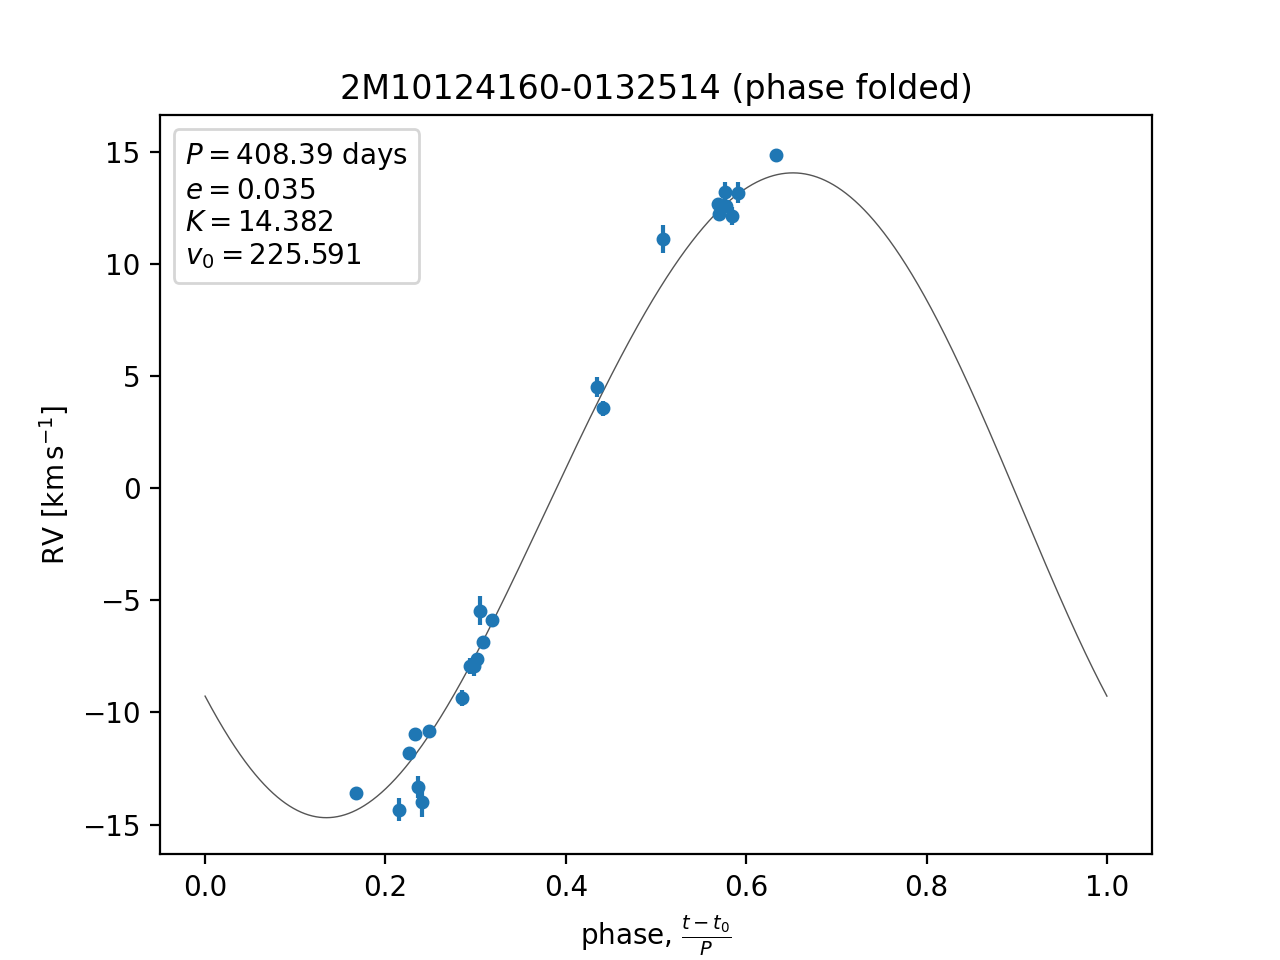 2M10124160-0132514 (phase folded)
P = 408.39 days
e = 0.035
K = 14.382
v₀ = 225.591
15
10
5
0
−5
−10
−15
RV [km s⁻¹]
0.0 0.2 0.4 0.6 0.8 1.0
phase, (t − t₀)/P